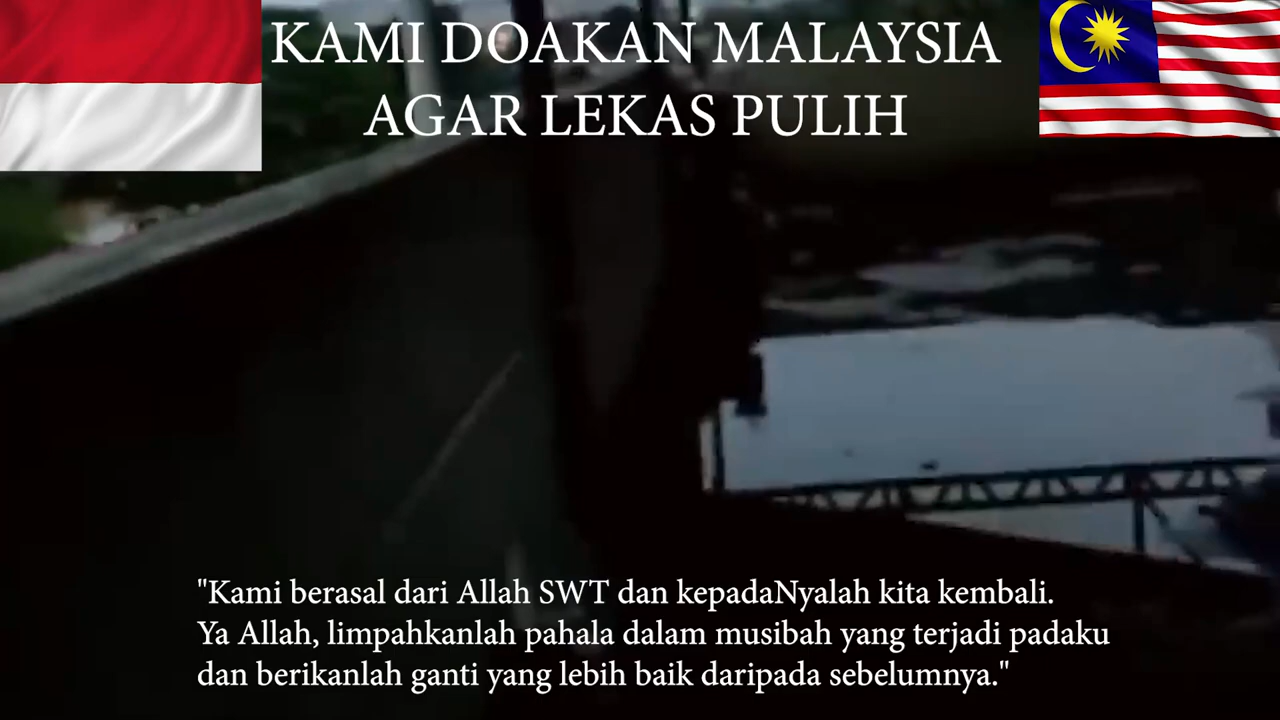 KAMI DOAKAN MALAYSIA
AGAR LEKAS PULIH
"Kami berasal dari Allah SWT dan kepadaNyalah kita kembali.
Ya Allah, limpahkanlah pahala dalam musibah yang terjadi padaku
dan berikanlah ganti yang lebih baik daripada sebelumnya."